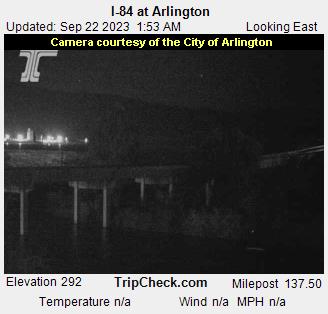 I-84 at Arlington
Updated: Sep 22 2023 1:53 AM Looking East
Camera courtesy of the City of Arlington
Elevation 292 TripCheck.com Milepost 137.50
Temperature n/a Wind n/a MPH n/a